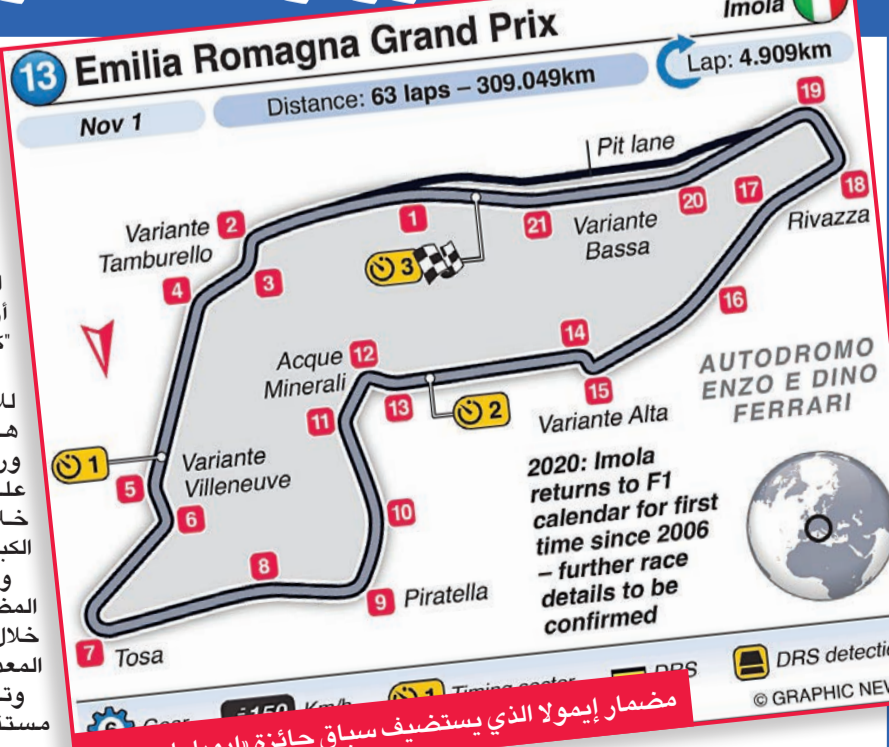 Imola
13 Emilia Romagna Grand Prix
Nov 1
Distance: 63 laps – 309.049km
Lap: 4.909km
19
Pit lane
18
Rivazza
17
20
Variante
Bassa
21
1
3
Variante
Tamburello
2
3
4
16
14
15
Variante Alta
Acque
Minerali
12
13
2
11
AUTODROMO
ENZO E DINO
FERRARI
1
5
Variante
Villeneuve
6
10
8
9 Piratella
7 Tosa
2020: Imola
returns to F1
calendar for first
time since 2006
– further race
details to be
confirmed
6
150 Km/h
1
DRS
DRS
© GRAPHIC
مضمار إيمولا الذي يستضيف سباق جائزة